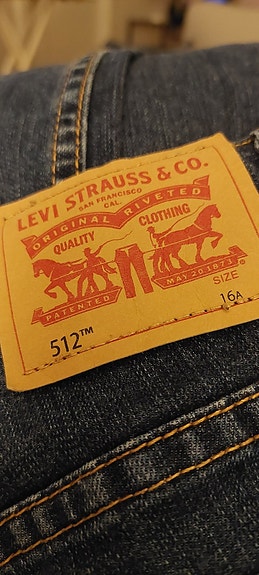 LEVI STRAUSS & CO.
SAN FRANCISCO
CAL.
ORIGINAL RIVETED
QUALITY CLOTHING
PATENTED MAY 20 1873
SIZE ®
512™ 16A